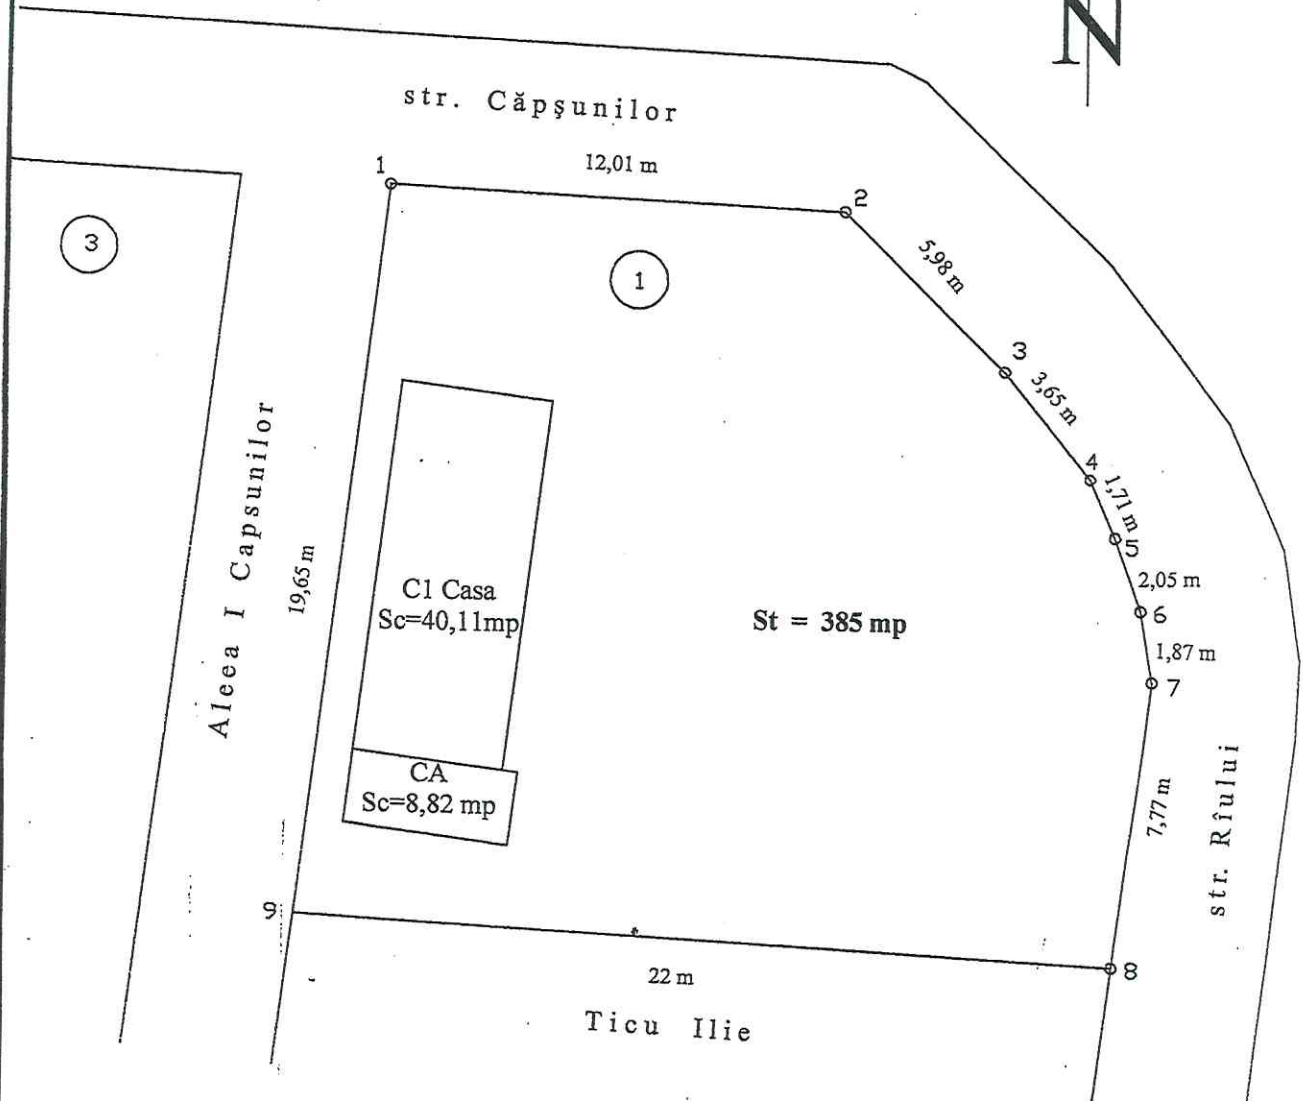 N
str. Căpşunilor
12,01 m
1
2
3
1
5,98 m
3
3,65 m
4
1,71 m
5
2,05 m
6
1,87 m
7
Aleea I Capsunilor
19,65 m
C1 Casa
Sc=40,11mp
St = 385 mp
CA
Sc=8,82 mp
7,77 m
str. Rîului
9
8
22 m
Ticu Ilie